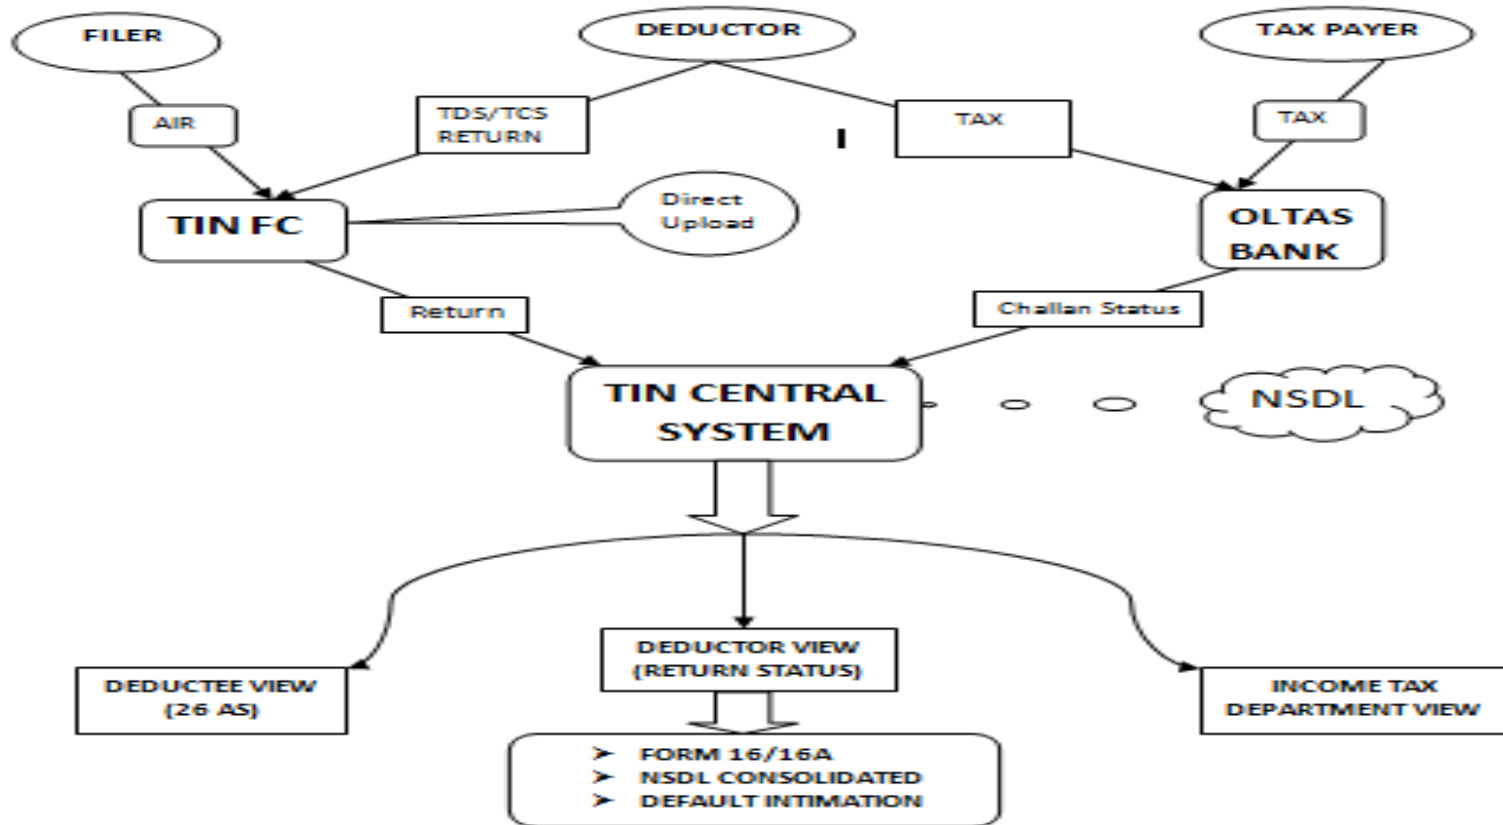 FILER
DEDUCTOR
TAX PAYER
AIR
TDS/TCS
RETURN
TAX
TAX
TIN FC
Direct
Upload
OLTAS
BANK
Return
Challan Status
TIN CENTRAL
SYSTEM
NSDL
DEDUCTEE VIEW
(26 AS)
DEDUCTOR VIEW
(RETURN STATUS)
INCOME TAX
DEPARTMENT VIEW
➤ FORM 16/16A
➤ NSDL CONSOLIDATED
➤ DEFAULT INTIMATION